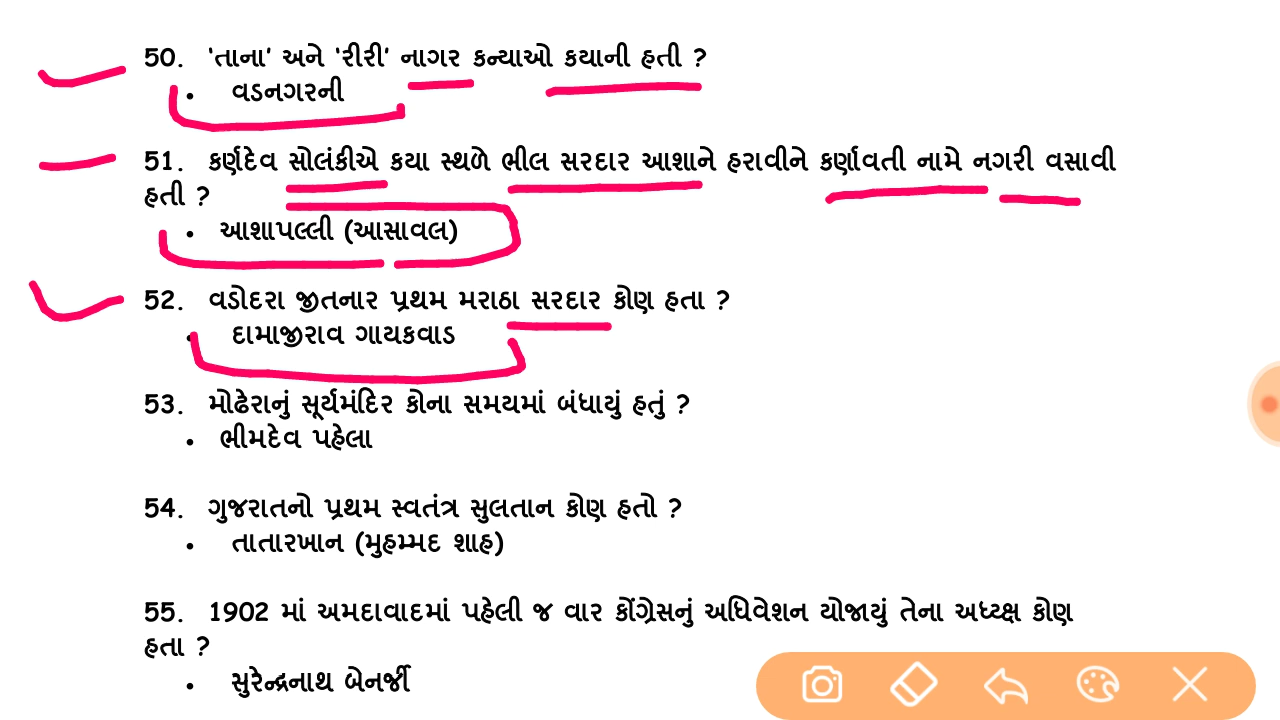 50. 'તાના' અને 'રીરી' નાગર કન્યાઓ કયાની હતી ?
• વડનગરની
51. કર્ણદેવ સોલંકીએ કયા સ્થળે ભીલ સરદાર આશાને હરાવીને કર્ણાવતી નામે નગરી વસાવી
હતી ?
• આશાપલ્લી (આસાવલ)
52. વડોદરા જીતનાર પ્રથમ મરાઠા સરદાર કોણ હતા ?
• દામાજીરાવ ગાયકવાડ
53. મોઢેરાનું સૂર્યમંદિર કોના સમયમાં બંધાયું હતું ?
• ભીમદેવ પહેલા
54. ગુજરાતનો પ્રથમ સ્વતંત્ર સુલતાન કોણ હતો ?
• તાતારખાન (મુહમ્મદ શાહ)
55. 1902 માં અમદાવાદમાં પહેલી જ વાર કોંગ્રેસનું અધિવેશન યોજાયું તેના અધ્યક્ષ કોણ
હતા ?
• સુરેન્દ્રનાથ બેનર્જી